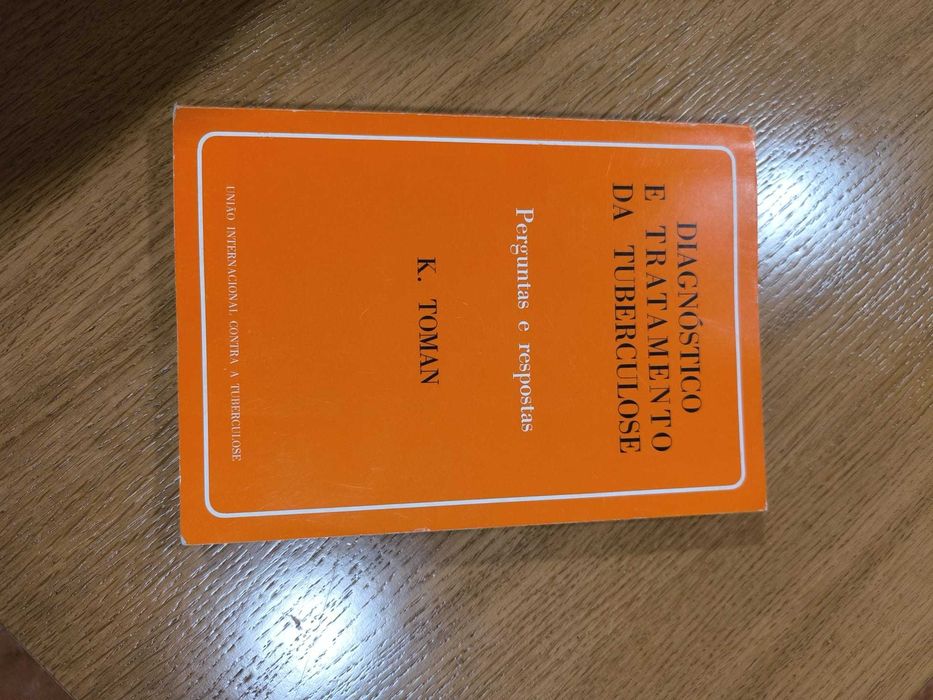 DIAGNÓSTICO
E TRATAMENTO
DA TUBERCULOSE
Perguntas e respostas
K. TOMAN
UNIÃO INTERNACIONAL CONTRA A TUBERCULOSE